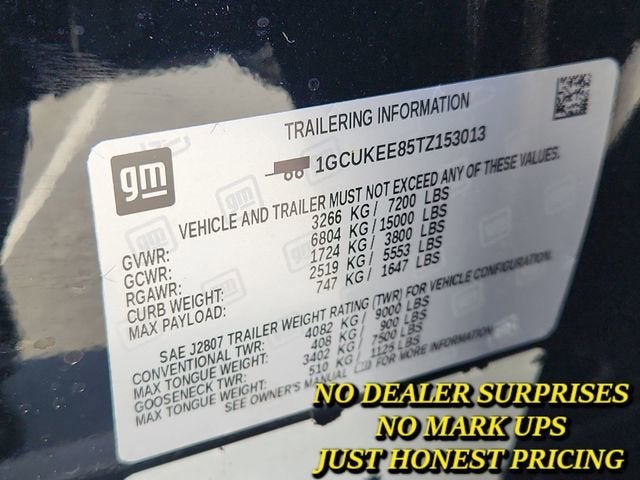 TRAILERING INFORMATION
gm
1GCUKEE85TZ153013
VEHICLE AND TRAILER MUST NOT EXCEED ANY OF THESE VALUES.
GVWR: 3266 KG / 7200 LBS
GCWR: 6804 KG / 15000 LBS
RGAWR: 1724 KG / 3800 LBS
CURB WEIGHT: 2519 KG / 5553 LBS
MAX PAYLOAD: 747 KG / 1647 LBS
SAE J2807 TRAILER WEIGHT RATING (TWR) FOR VEHICLE CONFIGURATION.
CONVENTIONAL TWR: 4082 KG / 9000 LBS
MAX TONGUE WEIGHT: 408 KG / 900 LBS
GOOSENECK TWR: 3402 KG / 7500 LBS
MAX TONGUE WEIGHT: 510 KG / 1125 LBS
SEE OWNER'S MANUAL FOR MORE INFORMATION
NO DEALER SURPRISES
NO MARK UPS
JUST HONEST PRICING